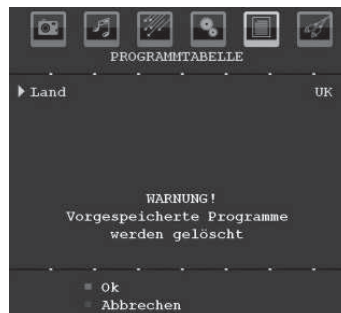 PROGRAMMTABELLE
Land UK
WARNUNG!
Vorgespeicherte Programme
werden gelöscht
Ok
Abbrechen